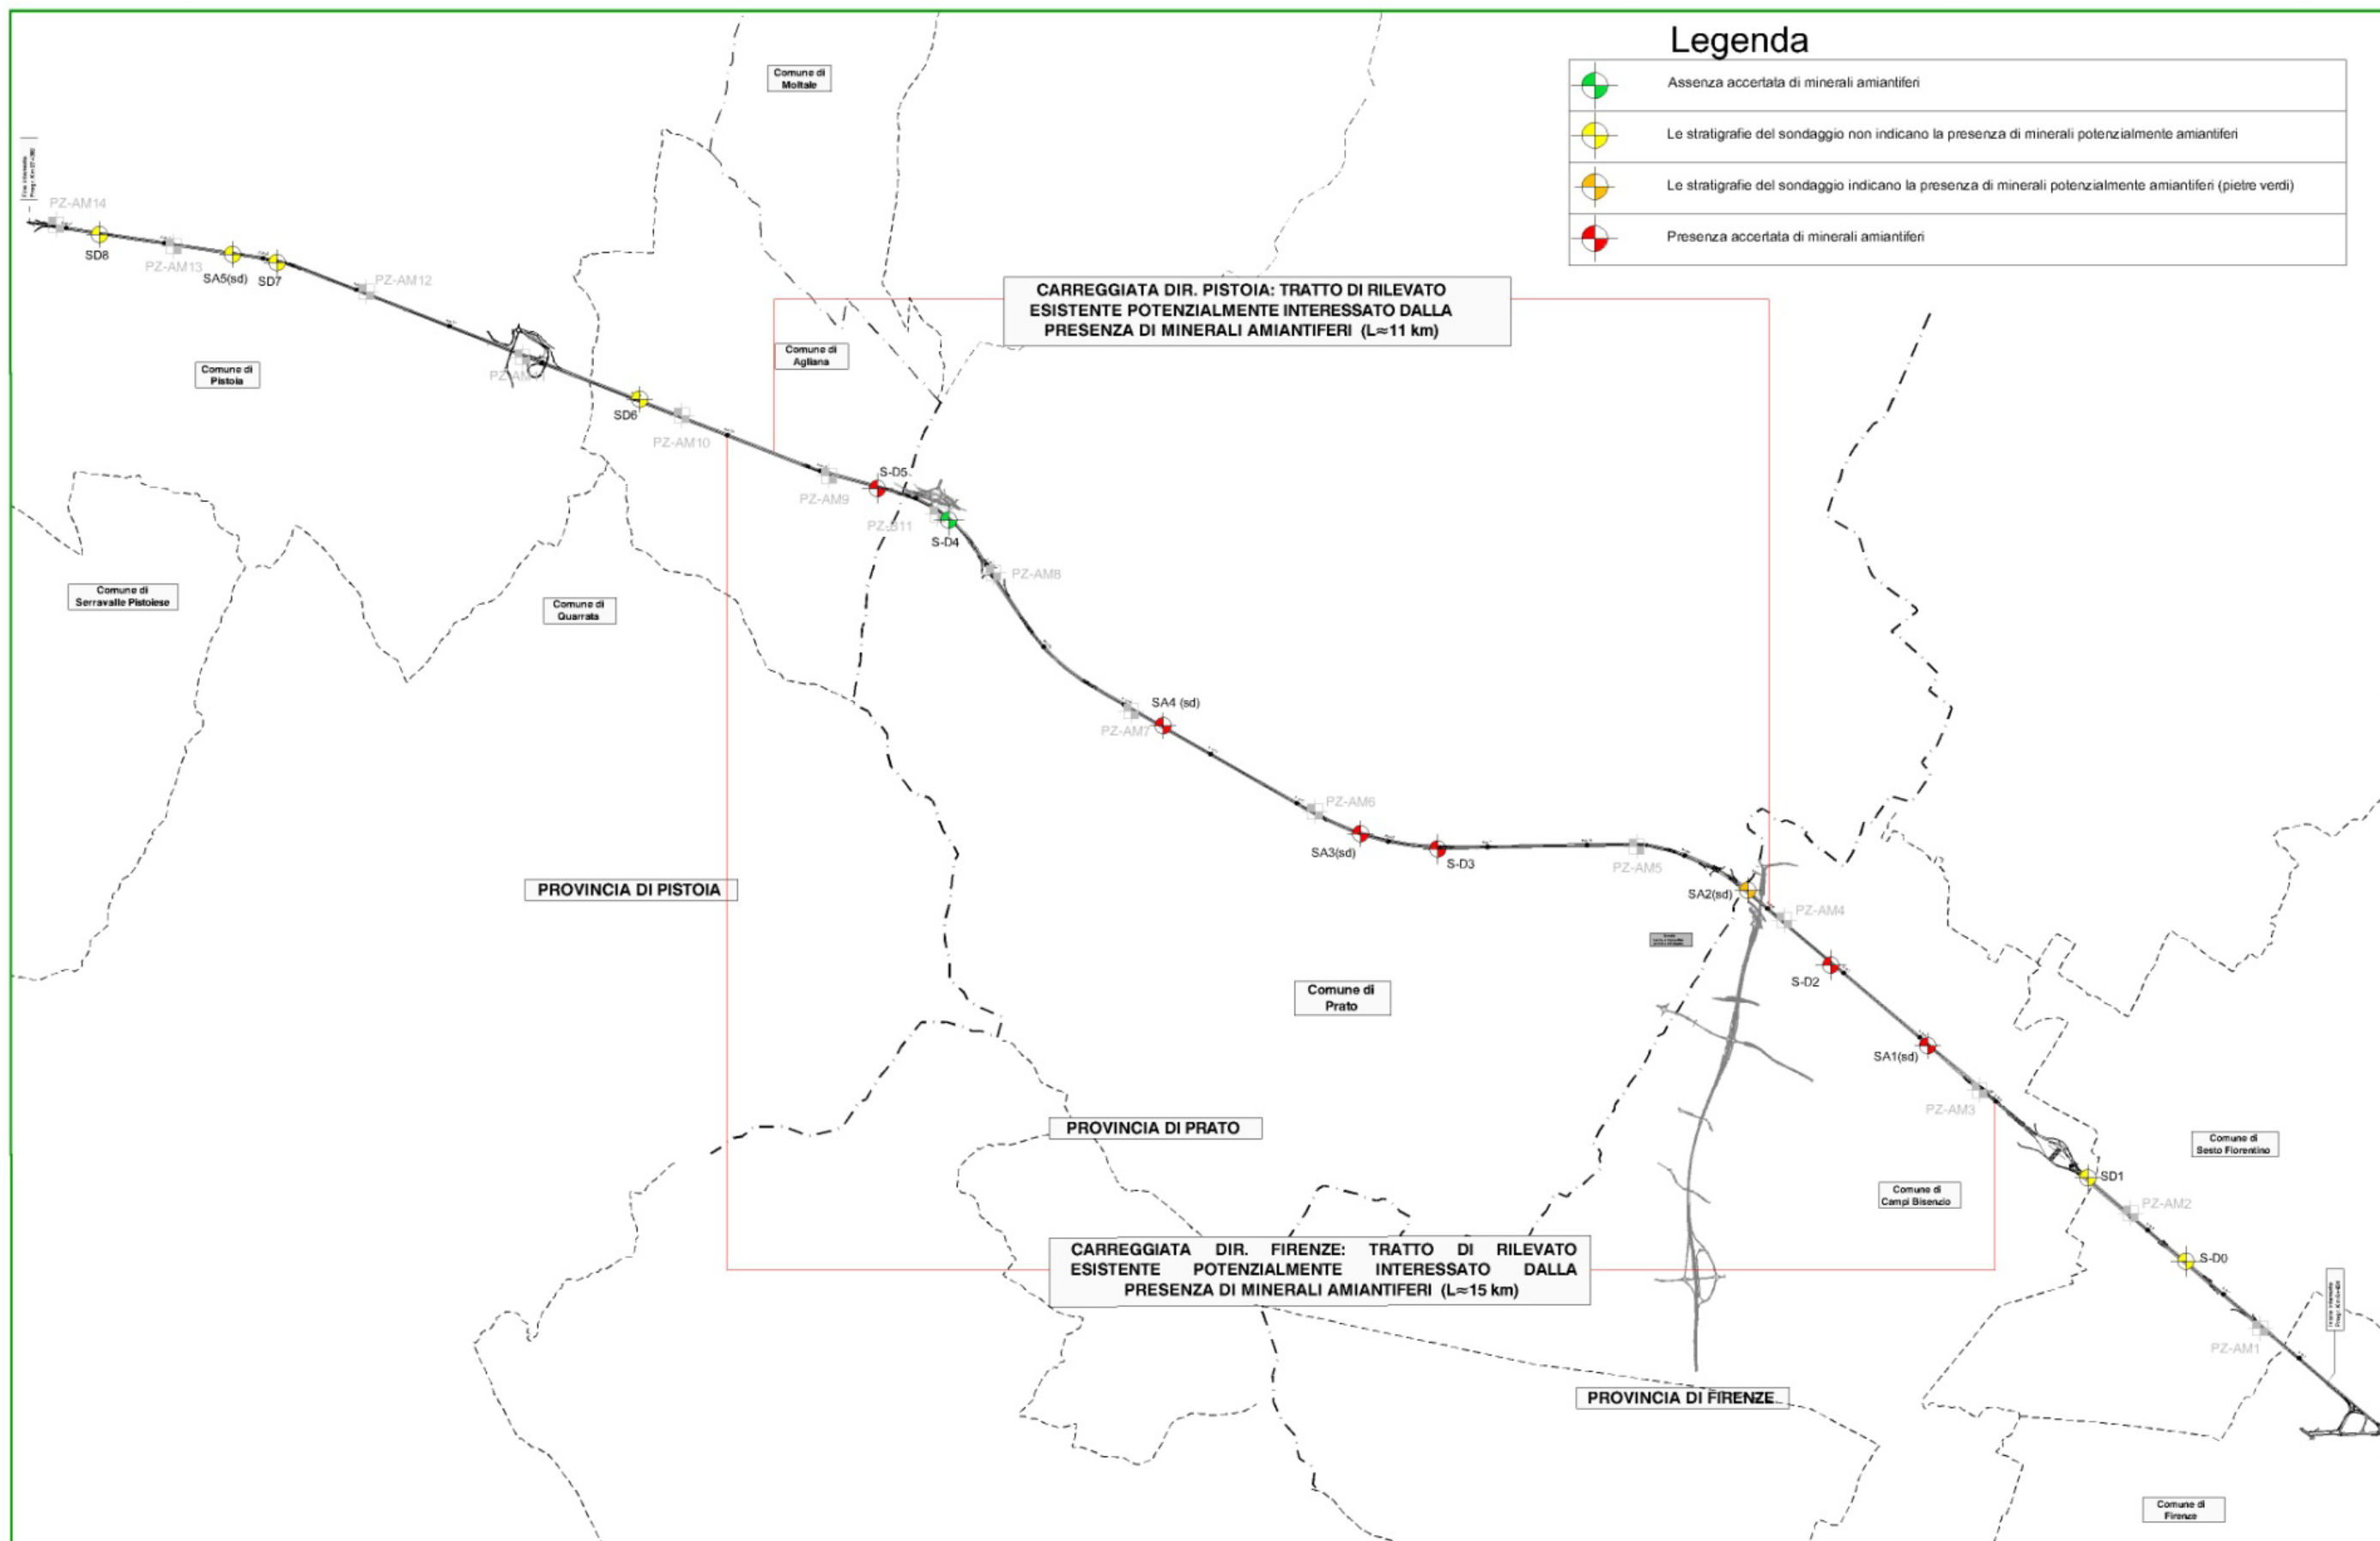 Legenda
Assenza accertata di minerali amiantiferi
Le stratigrafie del sondaggio non indicano la presenza di minerali potenzialmente amiantiferi
Le stratigrafie del sondaggio indicano la presenza di minerali potenzialmente amiantiferi (pietre verdi)
Presenza accertata di minerali amiantiferi
Comune di
Moltale
PZ-AM14
SD8
PZ-AM13
SA5(sd)
SD7
PZ-AM12
CARREGGIATA DIR. PISTOIA: TRATTO DI RILEVATO
ESISTENTE POTENZIALMENTE INTERESSATO DALLA
PRESENZA DI MINERALI AMIANTIFERI (L≈11 km)
Comune di
Agliana
Comune di
Pistoia
PZ-AM11
SD6
PZ-AM10
S-D5
PZ-AM9
PZ-B11
S-D4
PZ-AM8
Comune di
Serravalle Pistoiese
Comune di
Quarrata
SA4 (sd)
PZ-AM7
PZ-AM6
SA3(sd)
S-D3
PZ-AM5
SA2(sd)
PROVINCIA DI PISTOIA
PZ-AM4
S-D2
Comune di
Prato
SA1(sd)
PZ-AM3
PROVINCIA DI PRATO
Comune di
Sesto Fiorentino
SD1
Comune di
Campi Bisenzio
PZ-AM2
CARREGGIATA DIR. FIRENZE: TRATTO DI RILEVATO
ESISTENTE POTENZIALMENTE INTERESSATO DALLA
PRESENZA DI MINERALI AMIANTIFERI (L≈15 km)
S-D0
PZ-AM1
PROVINCIA DI FIRENZE
Comune di
Firenze